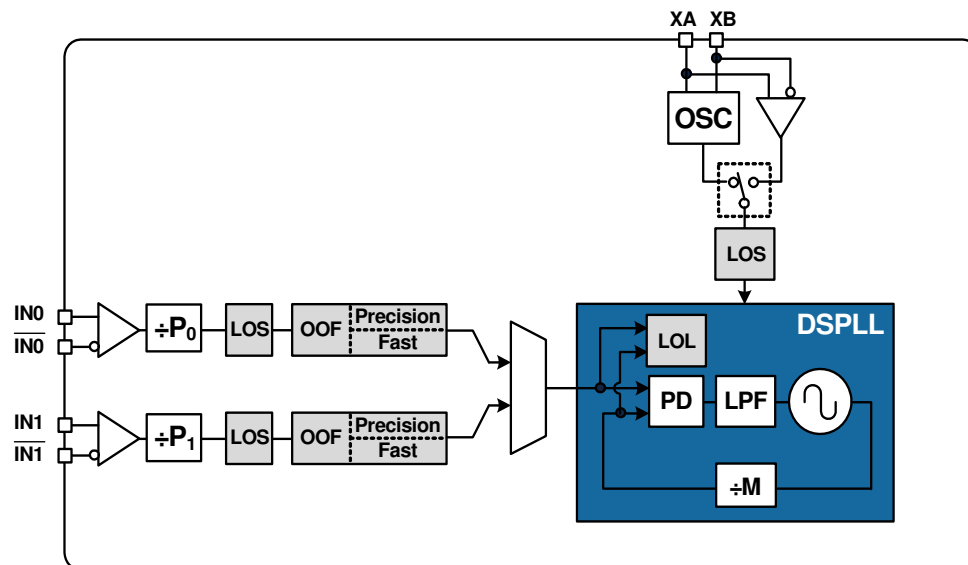 XA XB
OSC
LOS
IN0
IN0
÷P0
LOS
OOF
Precision
Fast
IN1
IN1
÷P1
LOS
OOF
Precision
Fast
DSPLL
LOL
PD
LPF
÷M